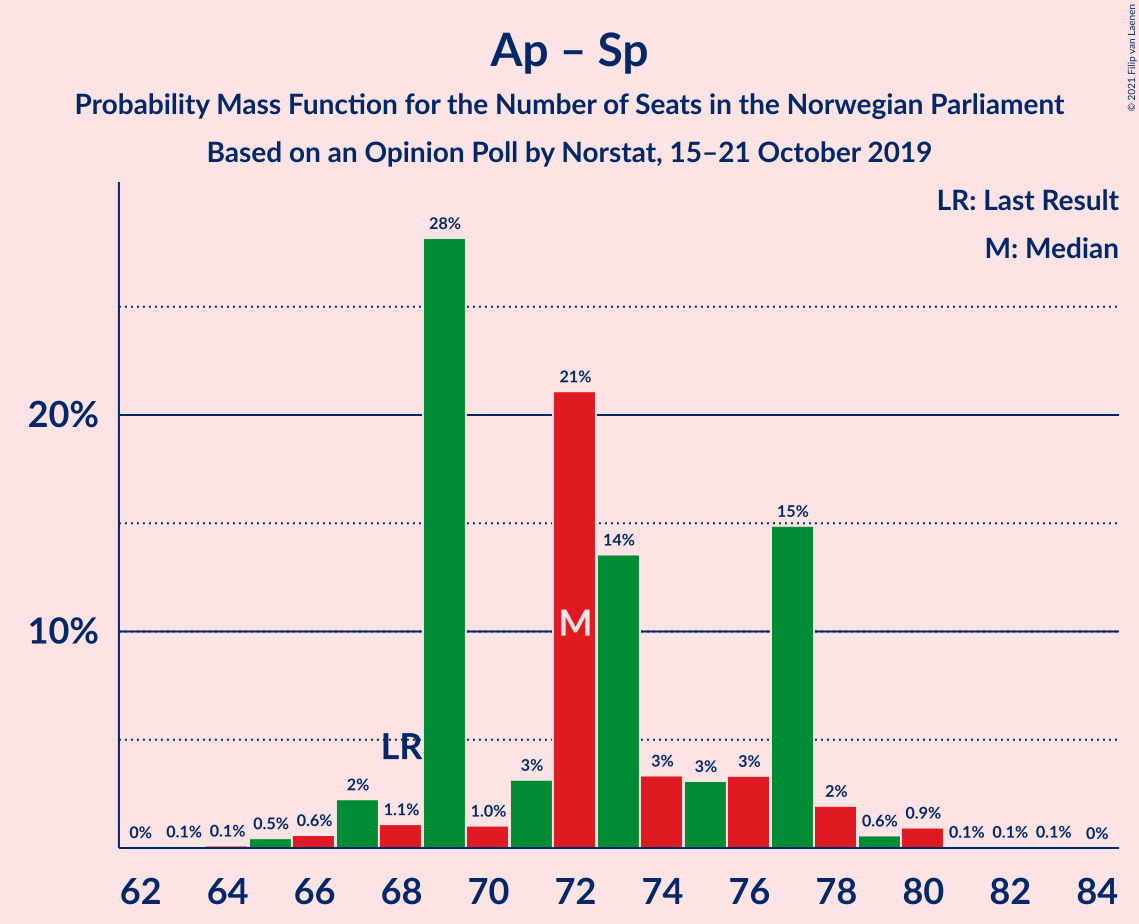 Ap – Sp
Probability Mass Function for the Number of Seats in the Norwegian Parliament
Based on an Opinion Poll by Norstat, 15–21 October 2019
© 2021 Filip van Laenen
LR: Last Result
M: Median
28%
21%
20%
15%
14%
M
10%
LR
0% 0.1% 0.1% 0.5% 0.6% 2% 1.1% 1.0% 3% 3% 3% 3% 2% 0.6% 0.9% 0.1% 0.1% 0.1% 0%
62 64 66 68 70 72 74 76 78 80 82 84